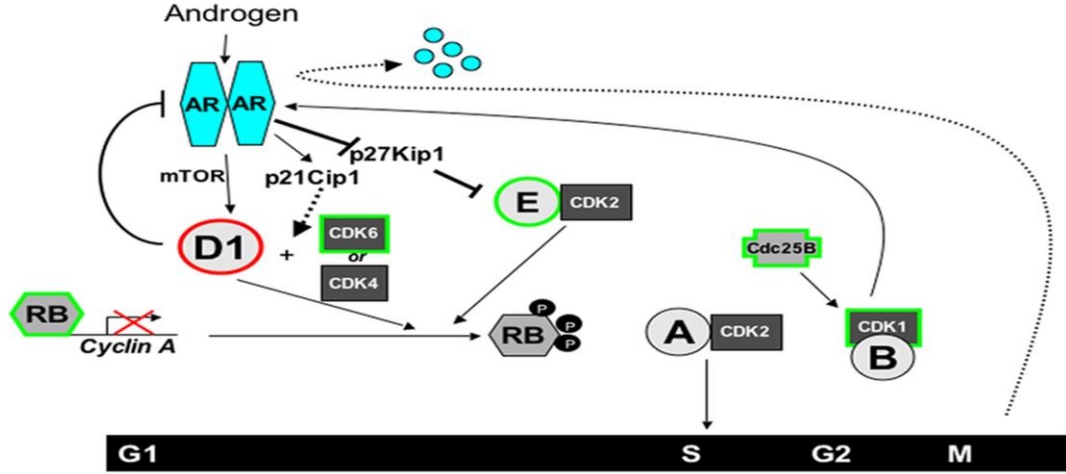 Androgen
AR AR
p27Kip1
mTOR p21Cip1
E CDK2
D1 + CDK6
or
CDK4
Cdc25B
RB
Cyclin A
RB P P P
A CDK2
CDK1
B
G1 S G2 M